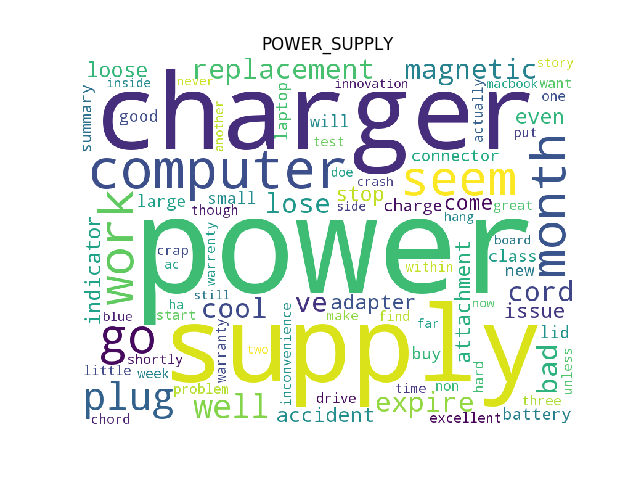 POWER_SUPPLY
loose
replacement
magnetic
story
inside
never
innovation
macbook
want
charger
summary
good
another
laptop
will
test
actually
one
even
put
computer
doe
crash
connector
seem
month
large
small
though
lose
stop
side
charge
come
great
work
power
hang
indicator
crap
ac
warrenty
within
attachment
board
class
new
cord
ha
still
start
cool
ve
adapter
issue
now
blue
supply
make
find
far
go
shortly
warranty
two
inconvenience
buy
lid
bad
unless
little
week
problem
time
non
hard
plug
chord
well
accident
drive
expire
excellent
three
battery